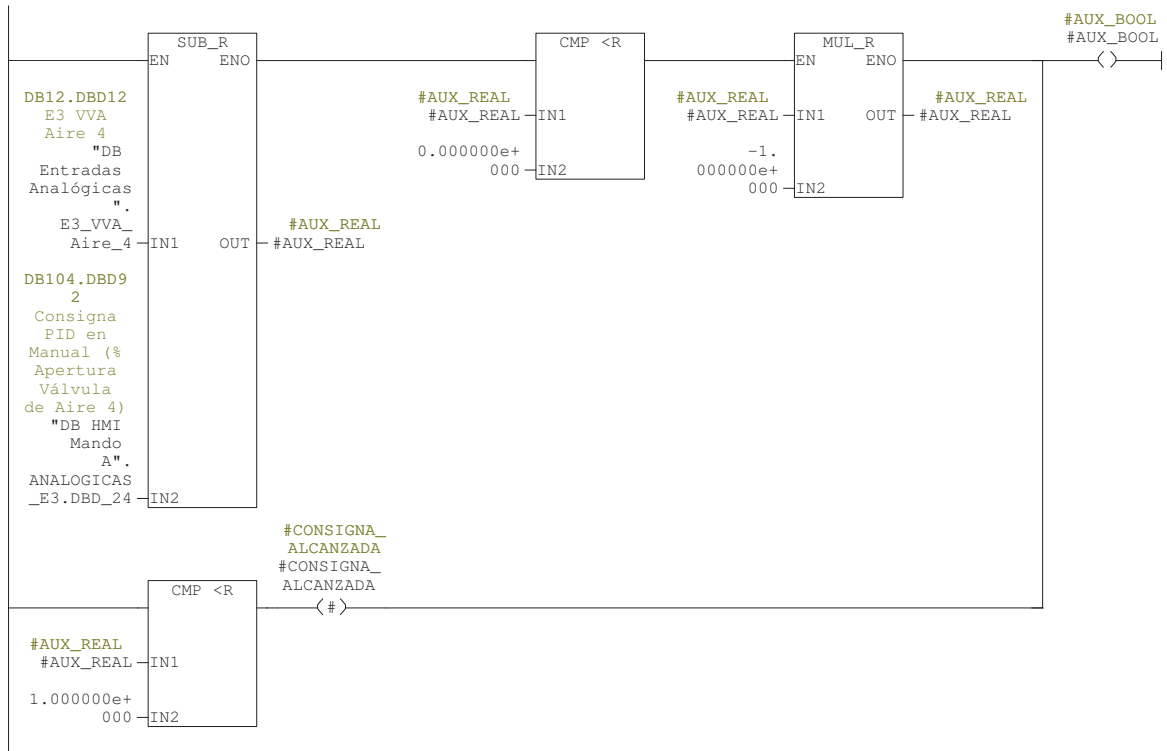 #AUX_BOOL
#AUX_BOOL
SUB_R
EN ENO
CMP <R
MUL_R
EN ENO
DB12.DBD12
E3 VVA
Aire 4
"DB
Entradas
Analógicas
".
E3_VVA_
Aire_4
IN1 OUT
#AUX_REAL
#AUX_REAL
#AUX_REAL
#AUX_REAL
IN1
0.000000e+
000
IN2
#AUX_REAL
#AUX_REAL
IN1 OUT
#AUX_REAL
#AUX_REAL
-1.
000000e+
000
IN2
DB104.DBD9
2
Consigna
PID en
Manual (%
Apertura
Válvula
de Aire 4)
"DB HMI
Mando
A".
ANALOGICAS
_E3.DBD_24
IN2
#CONSIGNA_
ALCANZADA
#CONSIGNA_
ALCANZADA
CMP <R
#
#AUX_REAL
#AUX_REAL
IN1
1.000000e+
000
IN2